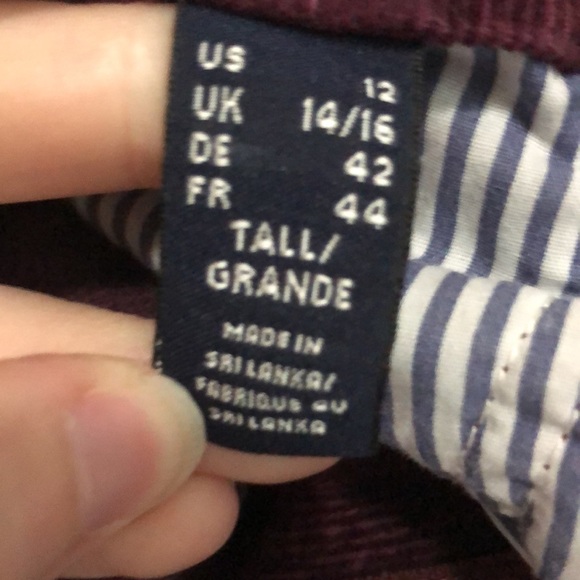 US 12
UK 14/16
DE 42
FR 44
TALL/
GRANDE
MADE IN
SRI LANKA/
FABRIQUE AU
SRI LANKA